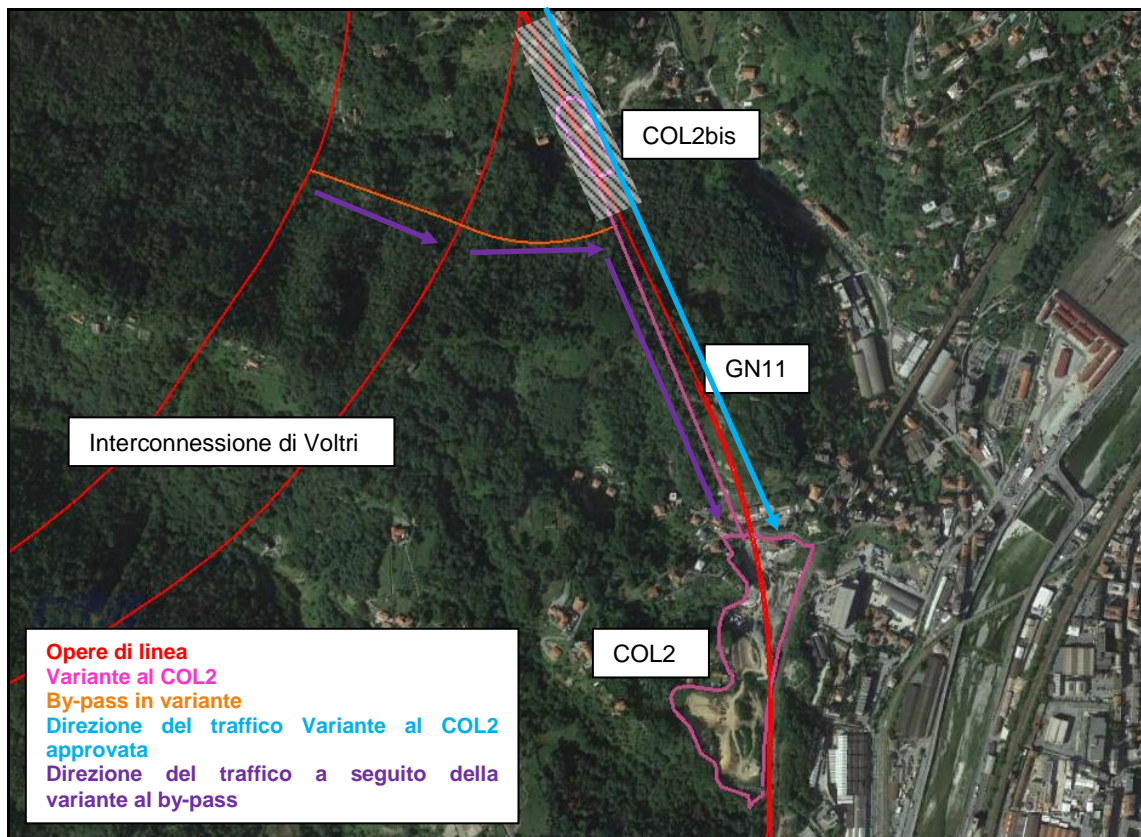 COL2bis
GN11
Interconnessione di Voltri
COL2
Opere di linea
Variante al COL2
By-pass in variante
Direzione del traffico Variante al COL2
approvata
Direzione del traffico a seguito della
variante al by-pass